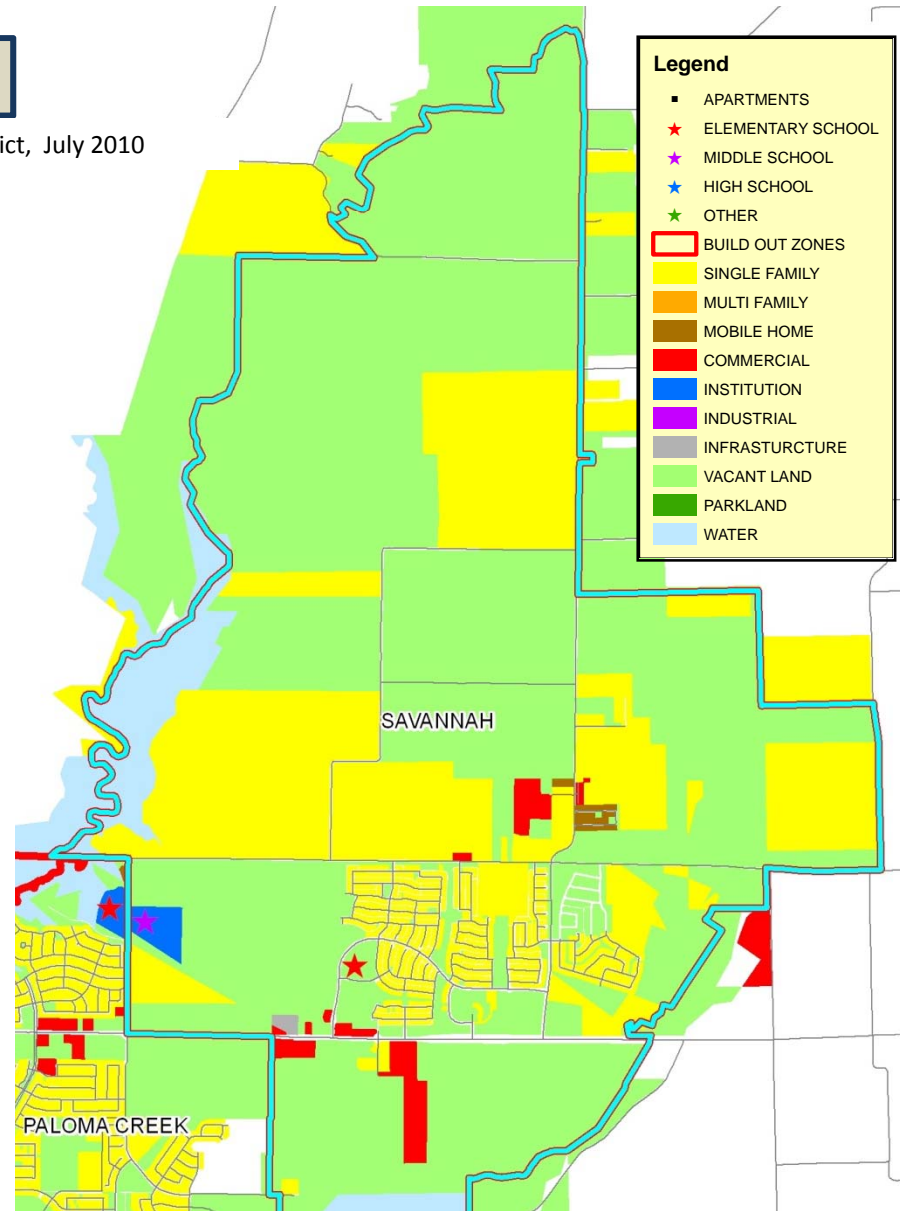 ict, July 2010
Legend
APARTMENTS
ELEMENTARY SCHOOL
MIDDLE SCHOOL
HIGH SCHOOL
OTHER
BUILD OUT ZONES
SINGLE FAMILY
MULTI FAMILY
MOBILE HOME
COMMERCIAL
INSTITUTION
INDUSTRIAL
INFRASTURCTURE
VACANT LAND
PARKLAND
WATER
SAVANNAH
PALOMA CREEK